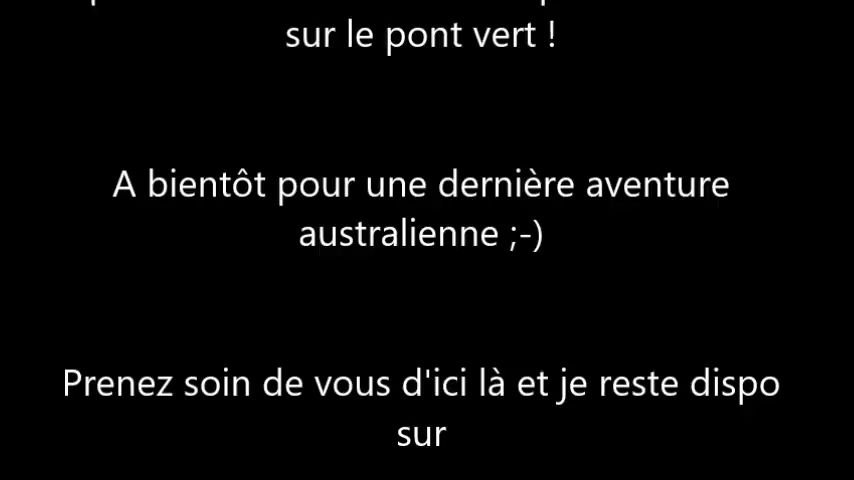 sur le pont vert !
A bientôt pour une dernière aventure
australienne ;-)
Prenez soin de vous d'ici là et je reste dispo
sur